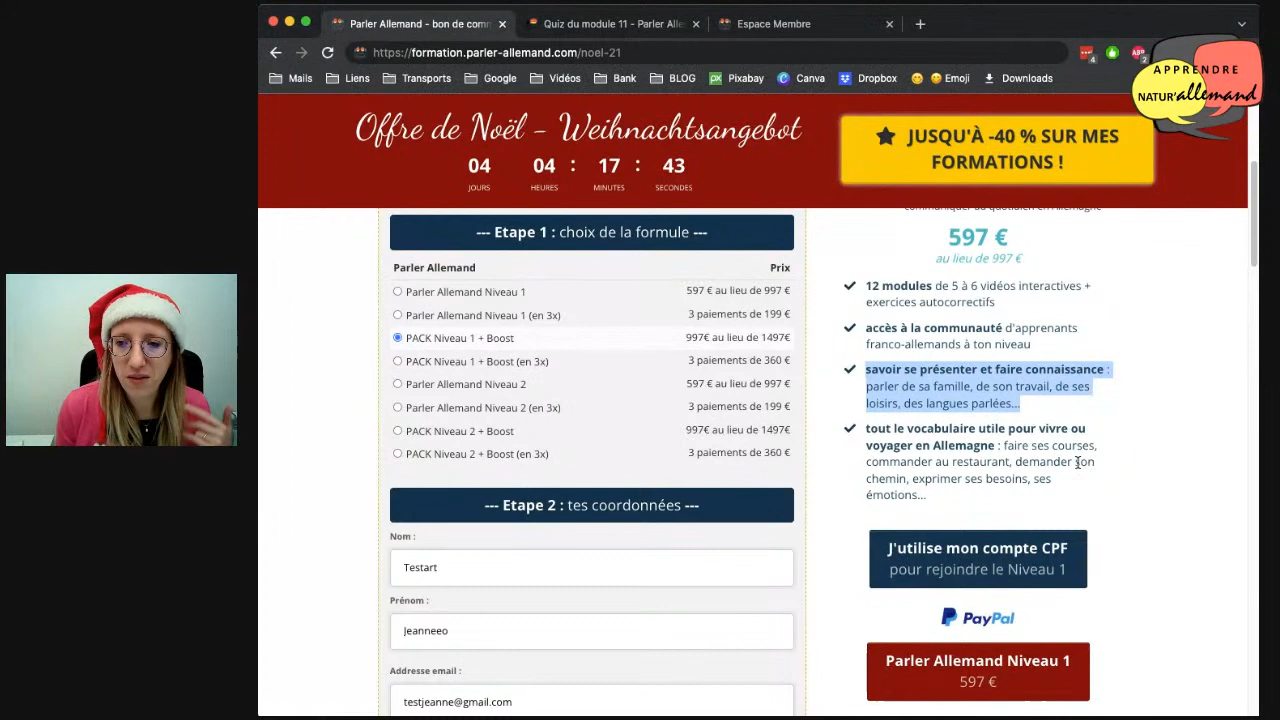 Parler Allemand - bon de comm
Quiz du module 11 - Parler Alle
Espace Membre
https://formation.parler-allemand.com/noel-21
4
2
Mails
Liens
Transports
Google
Vidéos
Bank
BLOG
Pixabay
Canva
Dropbox
Emoji
Downloads
APPRENDRE
NATUR'allemand
Offre de Noël - Weihnachtsangebot
04 04 : 17 : 43
JOURS HEURES MINUTES SECONDES
JUSQU'À -40 % SUR MES
FORMATIONS !
--- Etape 1 : choix de la formule ---
Parler Allemand Prix
Parler Allemand Niveau 1 597 € au lieu de 997 €
Parler Allemand Niveau 1 (en 3x) 3 paiements de 199 €
PACK Niveau 1 + Boost 997€ au lieu de 1497€
PACK Niveau 1 + Boost (en 3x) 3 paiements de 360 €
Parler Allemand Niveau 2 597 € au lieu de 997 €
Parler Allemand Niveau 2 (en 3x) 3 paiements de 199 €
PACK Niveau 2 + Boost 997€ au lieu de 1497€
PACK Niveau 2 + Boost (en 3x) 3 paiements de 360 €
--- Etape 2 : tes coordonnées ---
Nom :
Testart
Prénom :
Jeanneeo
Addresse email :
testjeanne@gmail.com
communiquer au quotidien en Allemagne
597 €
au lieu de 997 €
12 modules de 5 à 6 vidéos interactives +
exercices autocorrectifs
accès à la communauté d'apprenants
franco-allemands à ton niveau
savoir se présenter et faire connaissance :
parler de sa famille, de son travail, de ses
loisirs, des langues parlées...
tout le vocabulaire utile pour vivre ou
voyager en Allemagne : faire ses courses,
commander au restaurant, demander son
chemin, exprimer ses besoins, ses
émotions...
J'utilise mon compte CPF
pour rejoindre le Niveau 1
PayPal
Parler Allemand Niveau 1
597 €